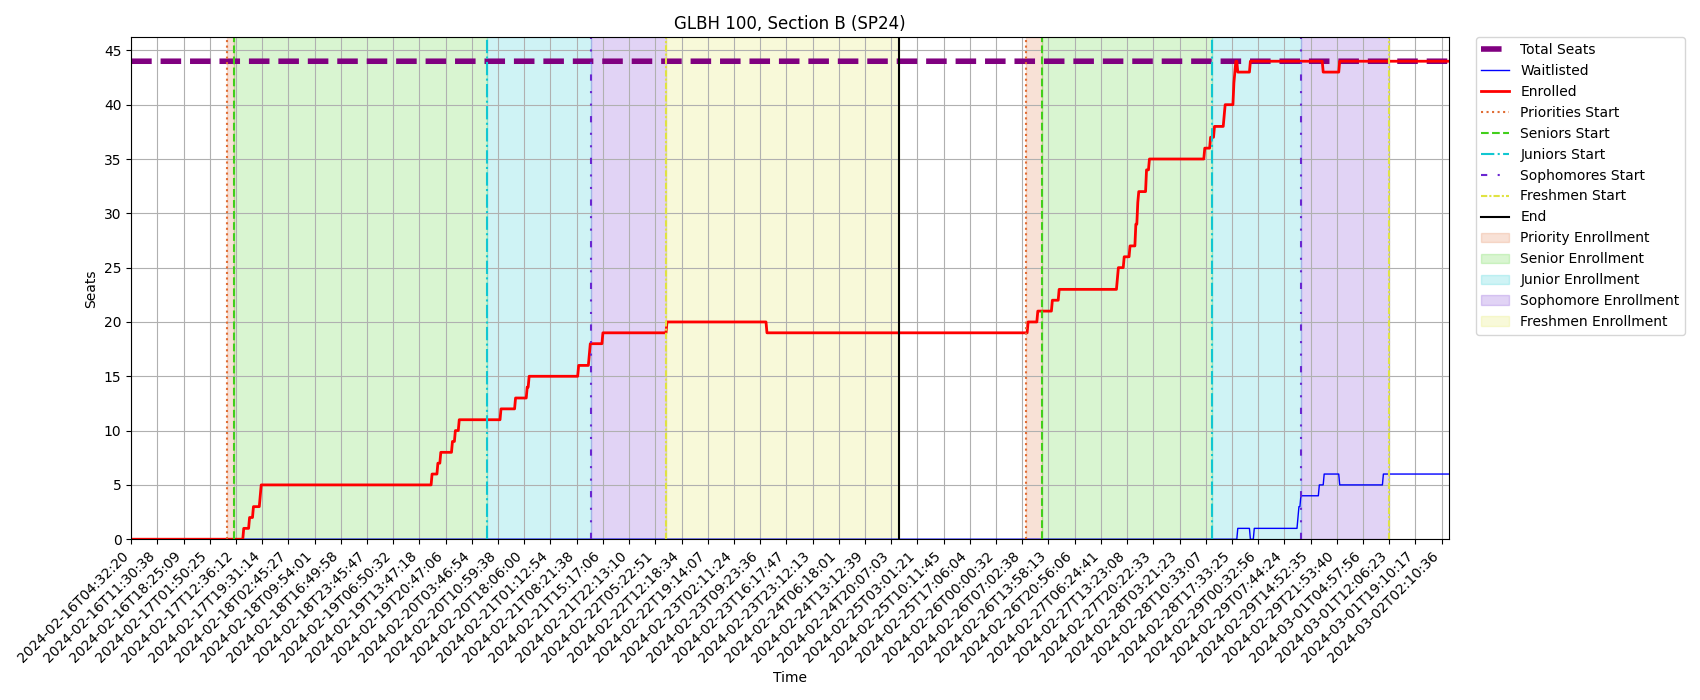 GLBH 100, Section B (SP24)
Seats
45
40
35
30
25
20
15
10
5
0
2024-02-16T04:32:20
2024-02-16T11:30:38
2024-02-16T18:25:09
2024-02-17T01:50:25
2024-02-17T12:36:12
2024-02-17T19:31:14
2024-02-18T02:45:27
2024-02-18T09:54:01
2024-02-18T16:49:58
2024-02-18T23:45:47
2024-02-19T06:50:32
2024-02-19T13:47:18
2024-02-19T20:47:06
2024-02-20T03:46:54
2024-02-20T10:59:38
2024-02-20T18:06:00
2024-02-21T01:12:54
2024-02-21T08:21:38
2024-02-21T15:17:06
2024-02-21T22:13:10
2024-02-22T05:22:51
2024-02-22T12:18:34
2024-02-22T19:14:07
2024-02-23T02:11:24
2024-02-23T09:23:36
2024-02-23T16:17:47
2024-02-23T23:12:13
2024-02-24T06:18:01
2024-02-24T13:12:39
2024-02-24T20:07:03
2024-02-25T03:01:21
2024-02-25T10:11:45
2024-02-25T17:06:04
2024-02-26T00:00:32
2024-02-26T07:02:38
2024-02-26T13:58:13
2024-02-26T20:56:06
2024-02-27T06:24:41
2024-02-27T13:23:08
2024-02-27T20:22:33
2024-02-28T03:21:23
2024-02-28T10:33:07
2024-02-28T17:33:25
2024-02-29T00:32:56
2024-02-29T07:44:24
2024-02-29T14:52:35
2024-02-29T21:53:40
2024-03-01T04:57:56
2024-03-01T12:06:23
2024-03-01T19:10:17
2024-03-02T02:10:36
Time
Total Seats
Waitlisted
Enrolled
Priorities Start
Seniors Start
Juniors Start
Sophomores Start
Freshmen Start
End
Priority Enrollment
Senior Enrollment
Junior Enrollment
Sophomore Enrollment
Freshmen Enrollment